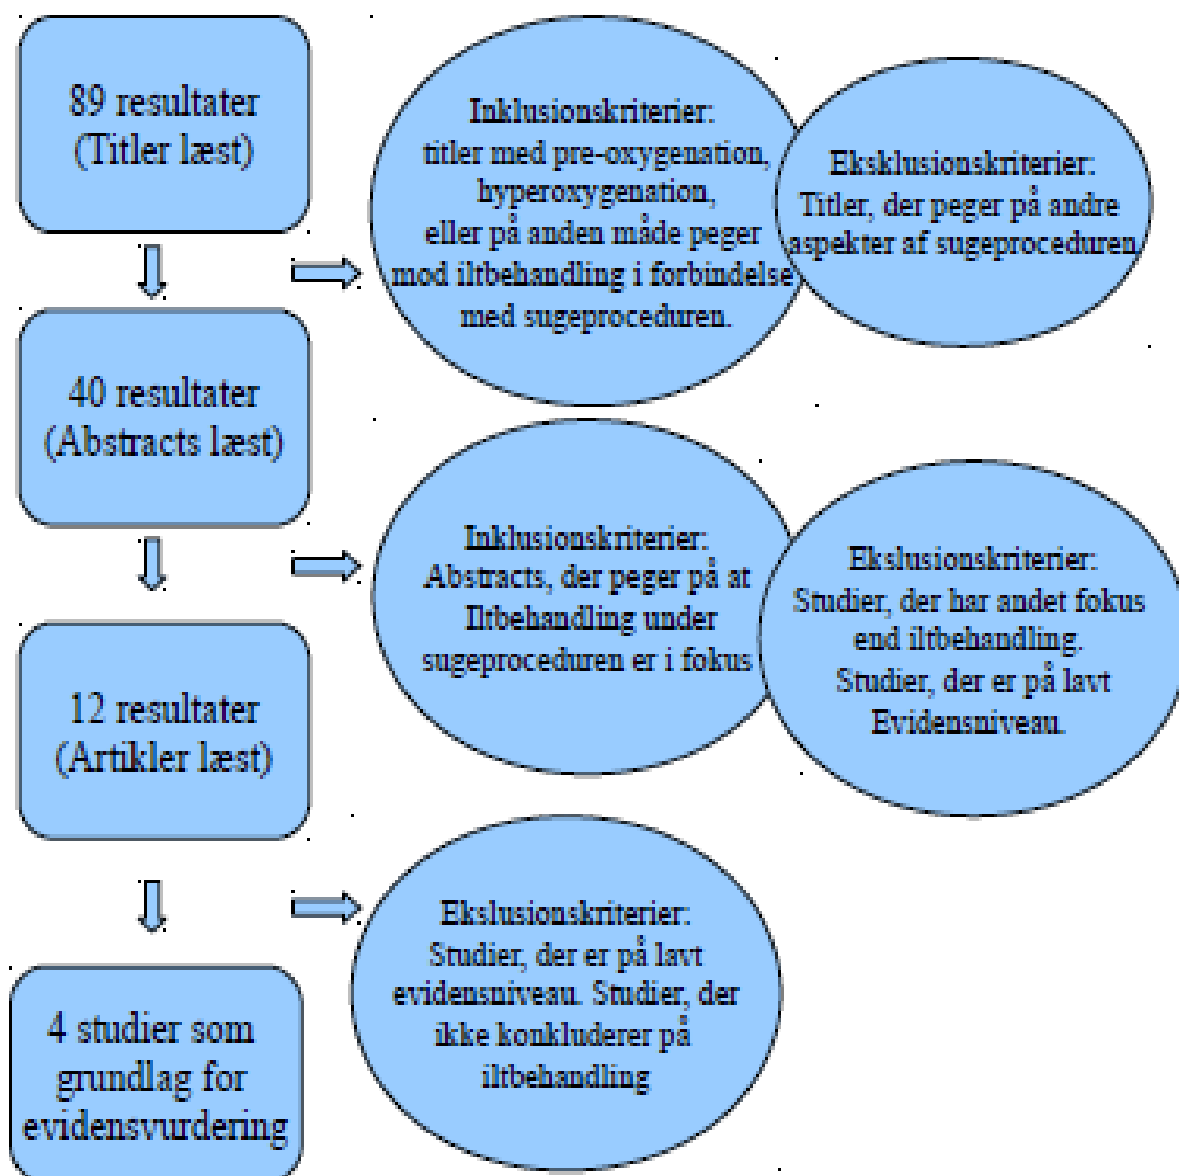 89 resultater
(Titler læst)
Inklusionskriterier:
titler med pre-oxygenation,
hyperoxygenation,
eller på anden måde peger
mod iltbehandling i forbindelse
med sugeproceduren.
Eksklusionskriterier:
Titler, der peger på andre
aspekter af sugeproceduren
40 resultater
(Abstracts læst)
Inklusionskriterier:
Abstracts, der peger på at
Iltbehandling under
sugeproceduren er i fokus
Ekslusionskriterier:
Studier, der har andet fokus
end iltbehandling.
Studier, der er på lavt
Evidensniveau.
12 resultater
(Artikler læst)
Ekslusionskriterier:
Studier, der er på lavt
evidensniveau. Studier, der
ikke konkluderer på
iltbehandling
4 studier som
grundlag for
evidensvurdering